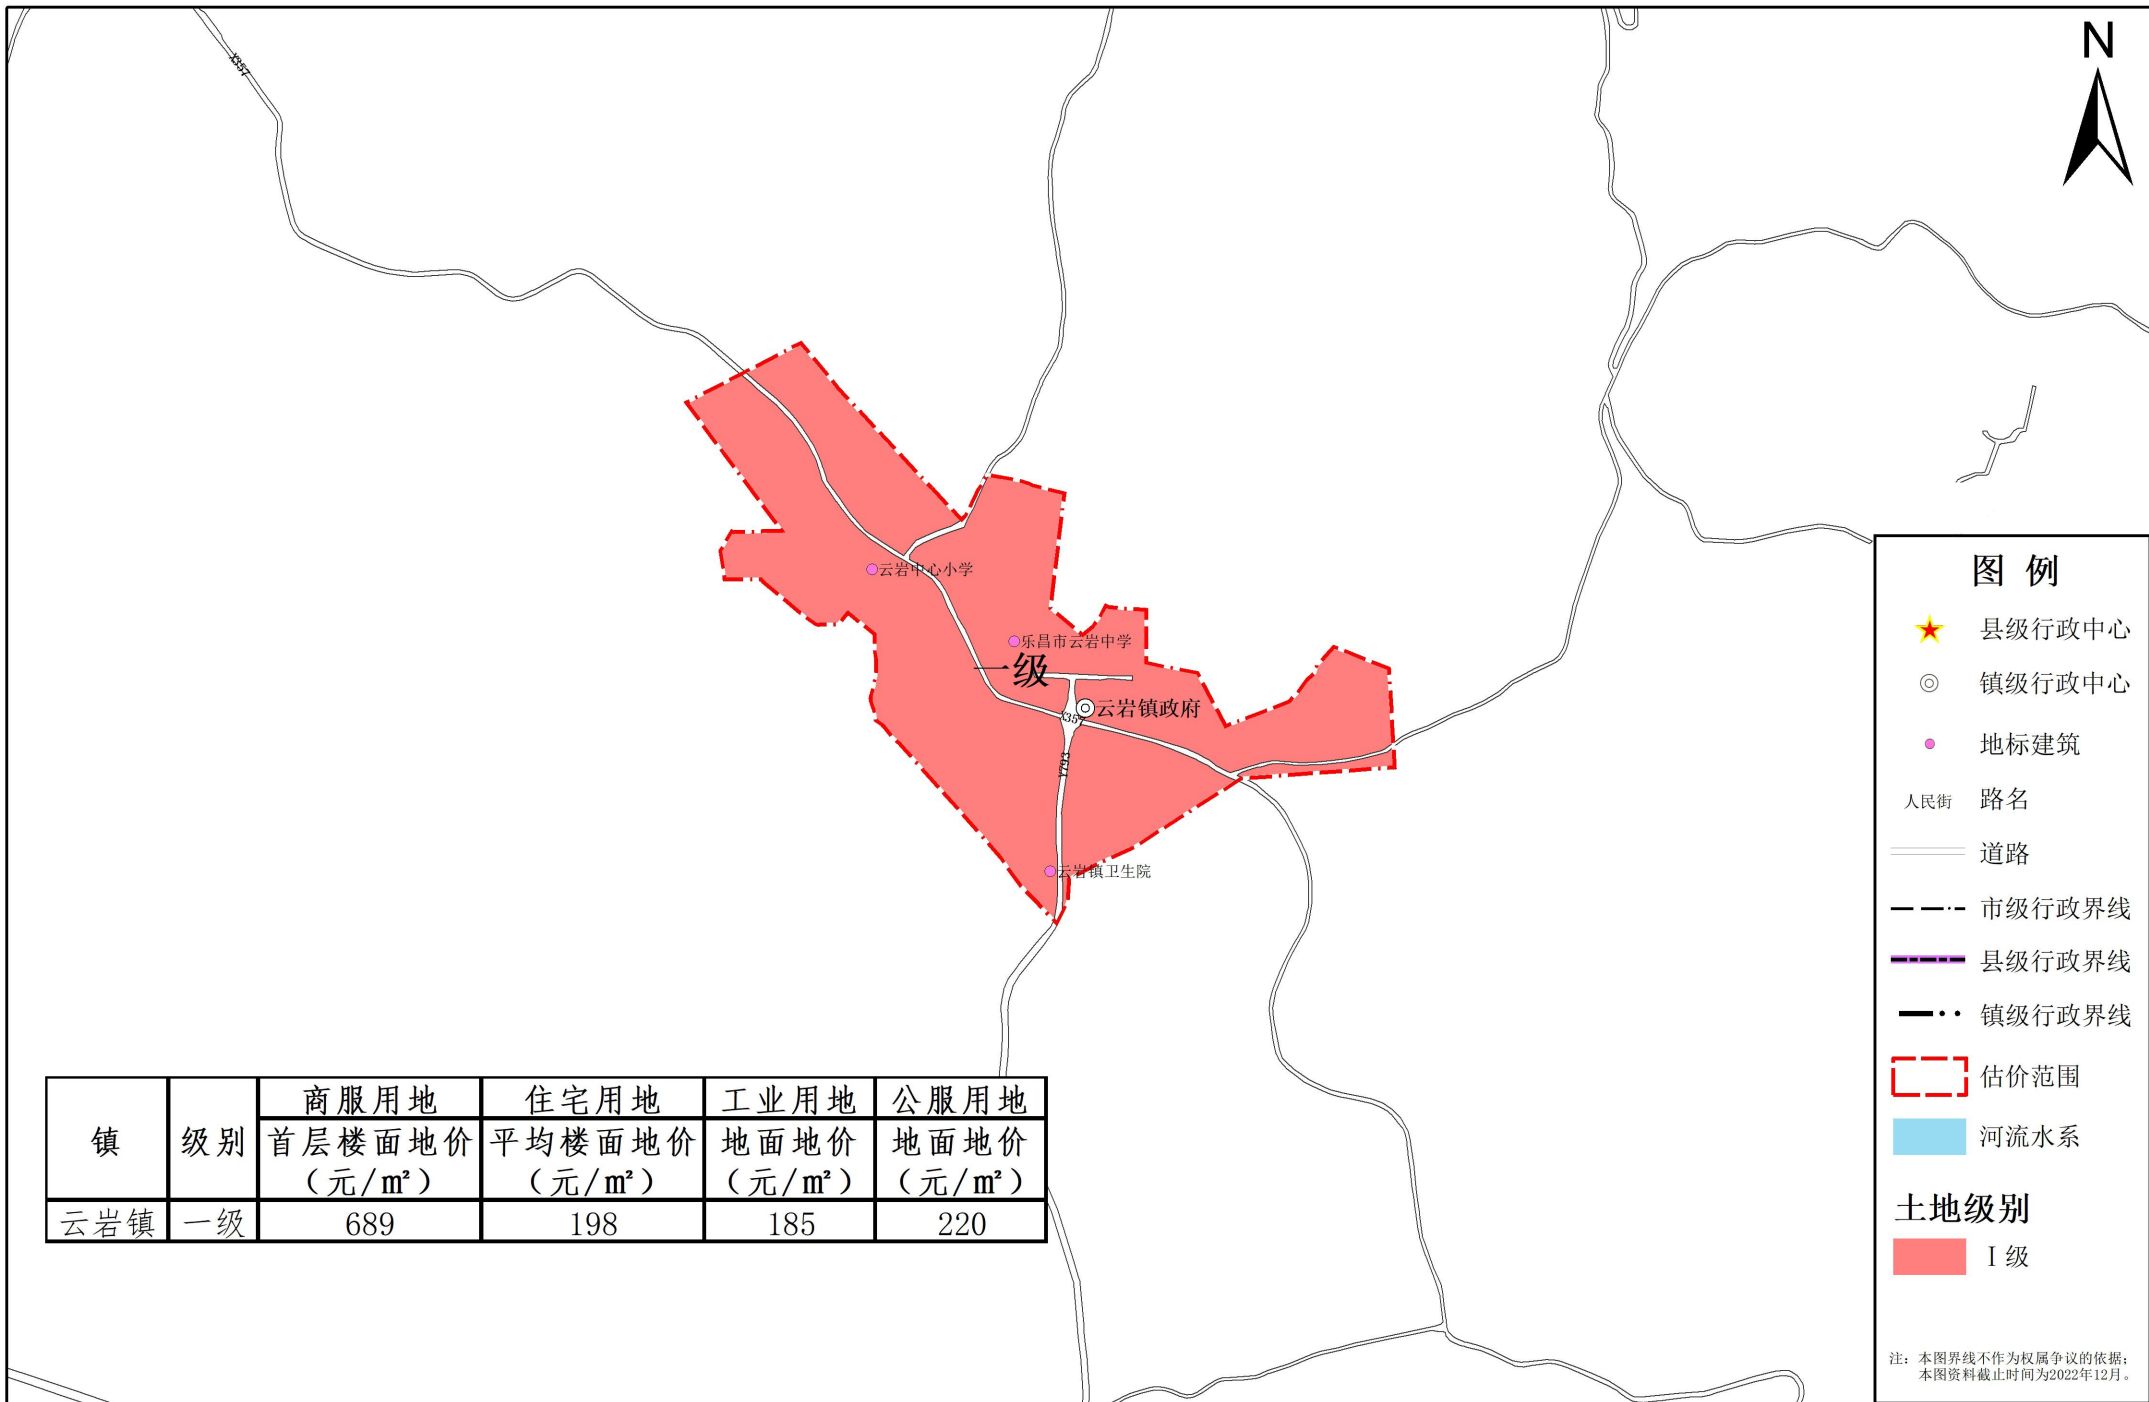 N
X357
云岩中心小学
乐昌市云岩中学
一级
云岩镇政府
X357
Y793
云岩镇卫生院
镇 级别 商服用地 住宅用地 工业用地 公服用地
首层楼面地价 平均楼面地价 地面地价 地面地价
（元/㎡） （元/㎡） （元/㎡） （元/㎡）
云岩镇 一级 689 198 185 220
图 例
县级行政中心
镇级行政中心
地标建筑
人民街 路名
道路
市级行政界线
县级行政界线
镇级行政界线
估价范围
河流水系
土地级别
Ⅰ级
注：本图界线不作为权属争议的依据；
本图资料截止时间为2022年12月。